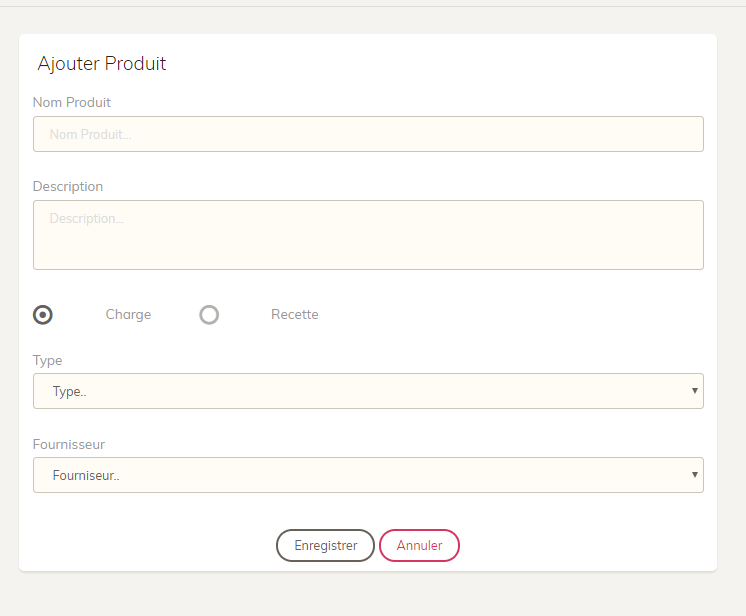 Ajouter Produit
Nom Produit
Nom Produit...
Description
Description...
Charge Recette
Type
Type..
Fournisseur
Fourniseur..
Enregistrer Annuler